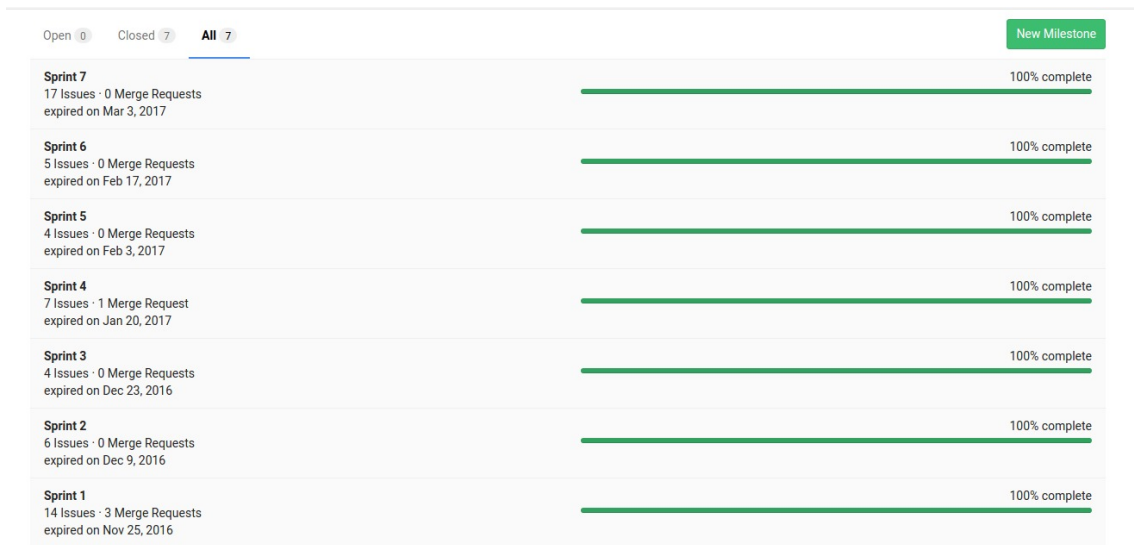 Open 0 Closed 7 All 7 New Milestone
Sprint 7 100% complete
17 Issues · 0 Merge Requests
expired on Mar 3, 2017
Sprint 6 100% complete
5 Issues · 0 Merge Requests
expired on Feb 17, 2017
Sprint 5 100% complete
4 Issues · 0 Merge Requests
expired on Feb 3, 2017
Sprint 4 100% complete
7 Issues · 1 Merge Request
expired on Jan 20, 2017
Sprint 3 100% complete
4 Issues · 0 Merge Requests
expired on Dec 23, 2016
Sprint 2 100% complete
6 Issues · 0 Merge Requests
expired on Dec 9, 2016
Sprint 1 100% complete
14 Issues · 3 Merge Requests
expired on Nov 25, 2016